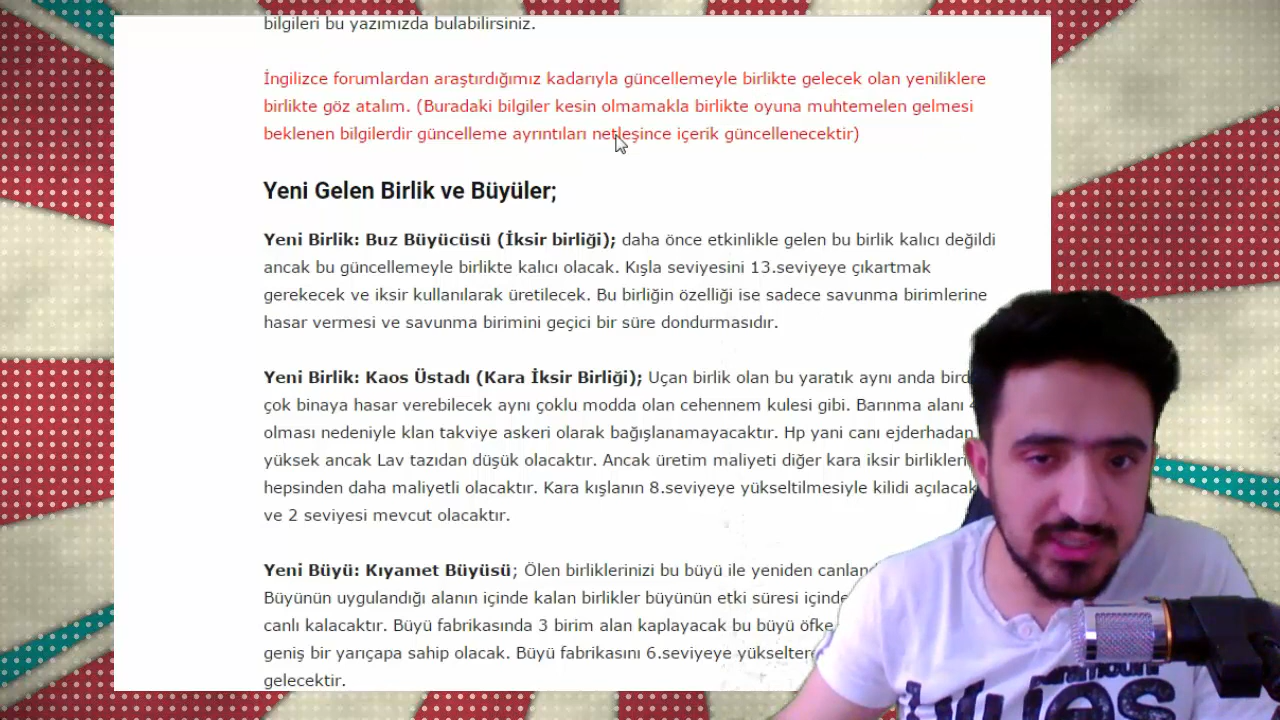 bilgileri bu yazımızda bulabilirsiniz.
İngilizce forumlardan araştırdığımız kadarıyla güncellemeyle birlikte gelecek olan yeniliklere
birlikte göz atalım. (Buradaki bilgiler kesin olmamakla birlikte oyuna muhtemelen gelmesi
beklenen bilgilerdir güncelleme ayrıntıları netleşince içerik güncellenecektir)
Yeni Gelen Birlik ve Büyüler;
Yeni Birlik: Buz Büyücüsü (İksir birliği); daha önce etkinlikle gelen bu birlik kalıcı değildi
ancak bu güncellemeyle birlikte kalıcı olacak. Kışla seviyesini 13.seviyeye çıkartmak
gerekecek ve iksir kullanılarak üretilecek. Bu birliğin özelliği ise sadece savunma birimlerine
hasar vermesi ve savunma birimini geçici bir süre dondurmasıdır.
Yeni Birlik: Kaos Üstadı (Kara İksir Birliği); Uçan birlik olan bu yaratık aynı anda
çok binaya hasar verebilecek aynı çoklu modda olan cehennem kulesi gibi. Barınma alanı
olması nedeniyle klan takviye askeri olarak bağışlanamayacaktır. Hp yani canı ejderhadan
yüksek ancak Lav tazıdan düşük olacaktır. Ancak üretim maliyeti diğer kara iksir
hepsinden daha maliyetli olacaktır. Kara kışlanın 8.seviyeye yükseltilmesiyle kilidi
ve 2 seviyesi mevcut olacaktır.
Yeni Büyü: Kıyamet Büyüsü; Ölen birliklerinizi bu büyü ile yeniden
Büyünün uygulandığı alanın içinde kalan birlikler büyünün etki süresi
canlı kalacaktır. Büyü fabrikasında 3 birim alan kaplayacak bu büyü
geniş bir yarıçapa sahip olacak. Büyü fabrikasını 6.seviyeye
gelecektir.